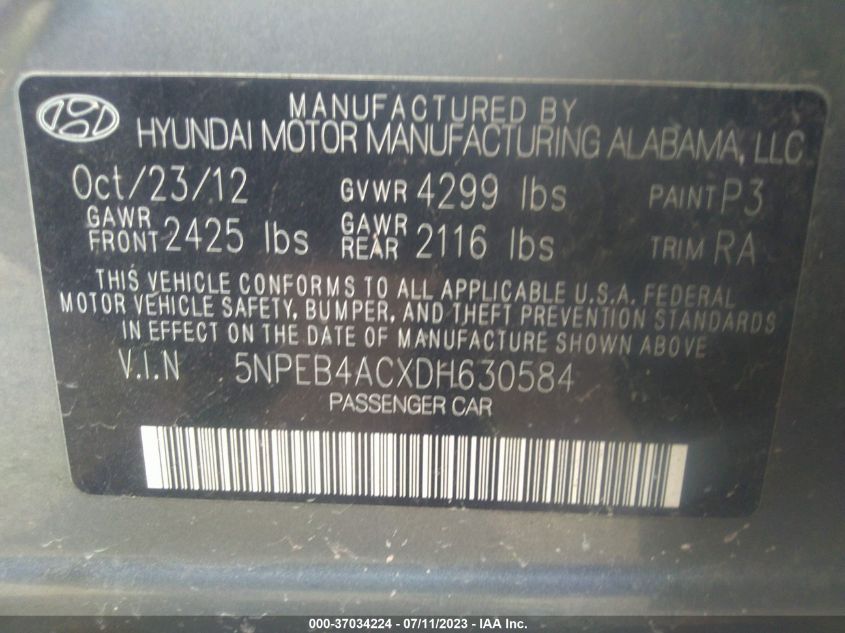 MANUFACTURED BY
HYUNDAI MOTOR MANUFACTURING ALABAMA, LLC
Oct/23/12 GVWR 4299 lbs PAINT P3
GAWR FRONT 2425 lbs GAWR REAR 2116 lbs TRIM RA
THIS VEHICLE CONFORMS TO ALL APPLICABLE U.S.A. FEDERAL
MOTOR VEHICLE SAFETY, BUMPER, AND THEFT PREVENTION STANDARDS
IN EFFECT ON THE DATE OF MANUFACTURE SHOWN ABOVE
V.I.N 5NPEB4ACXDH630584
PASSENGER CAR
000-37034224 - 07/11/2023 - IAA Inc.